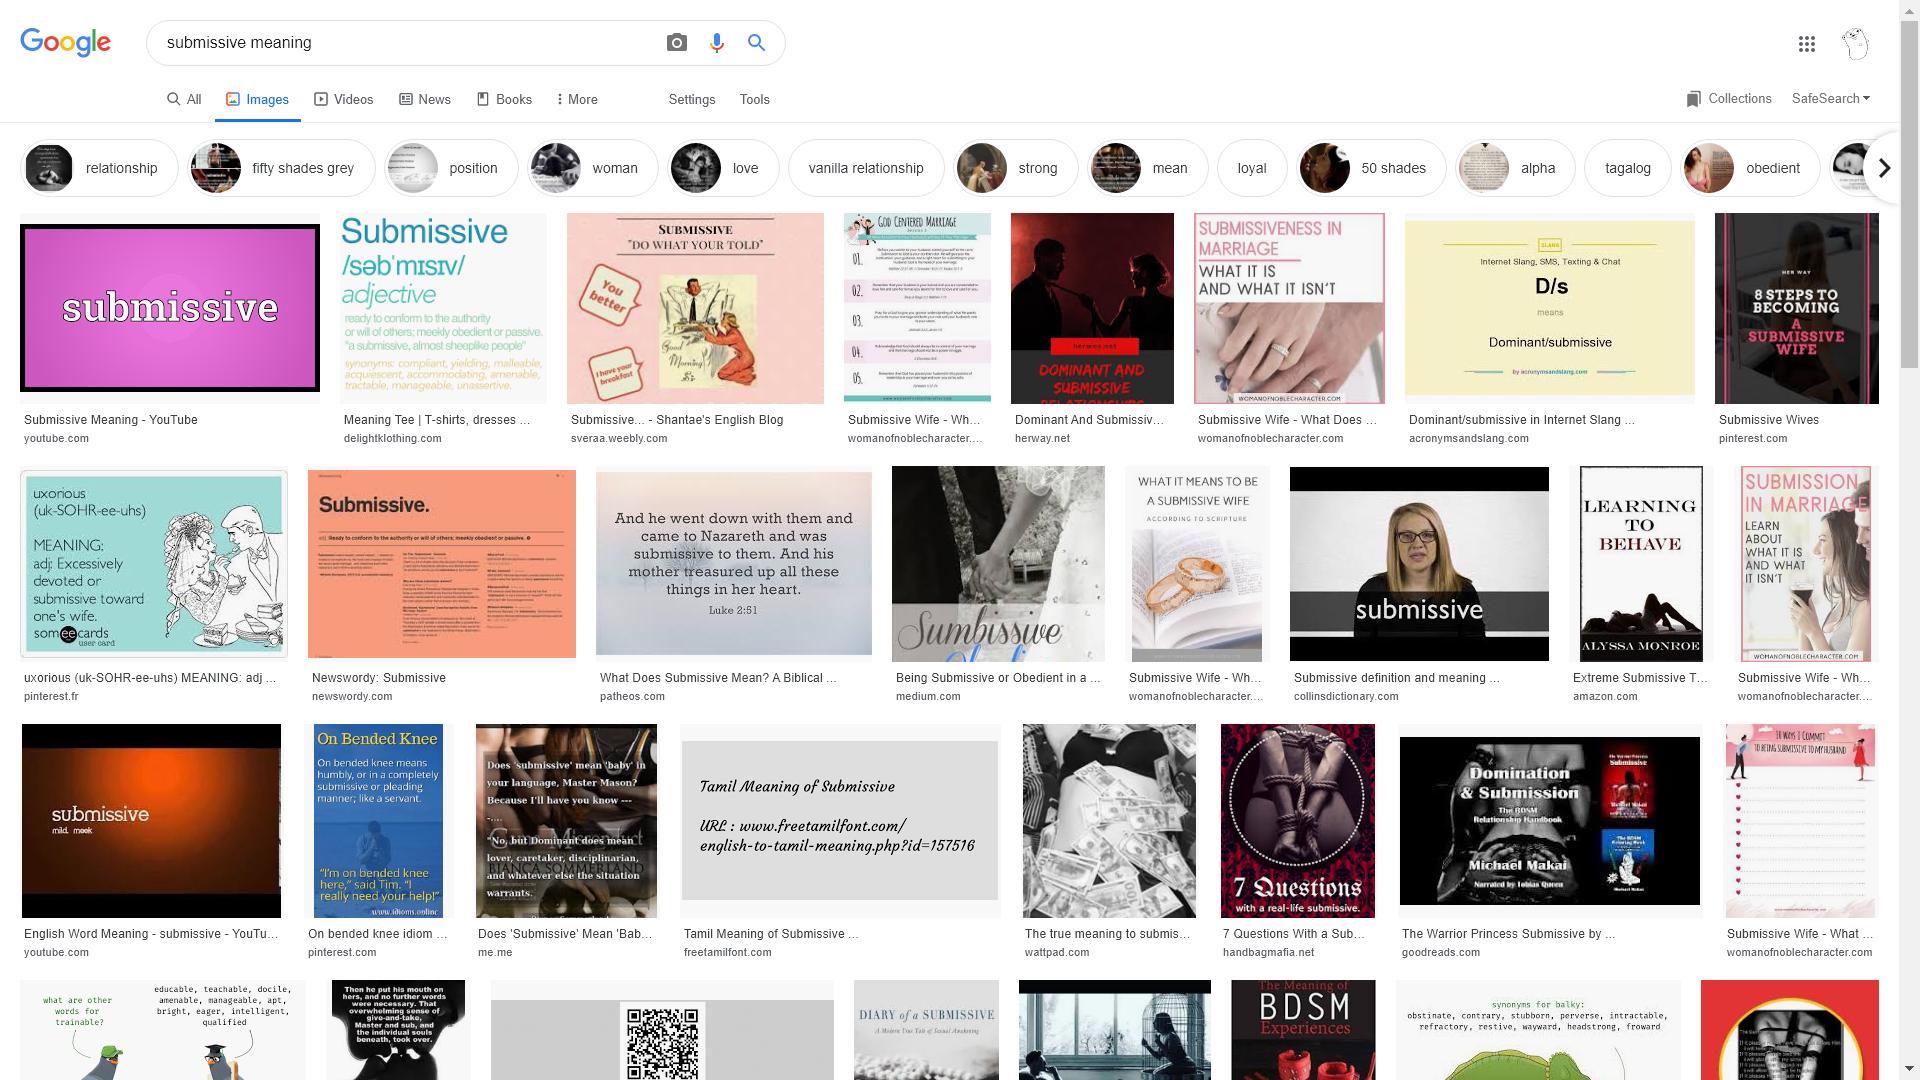 Google
submissive meaning
All
Images
Videos
News
Books
More
Settings
Tools
Collections
SafeSearch
relationship
fifty shades grey
position
woman
love
vanilla relationship
strong
mean
loyal
50 shades
alpha
tagalog
obedient
submissive
Submissive
/səb'mɪsɪv/
adjective
ready to conform to the authority
or will of others; meekly obedient or passive.
"a submissive, almost sheeplike people"
synonyms: compliant, yielding, malleable,
acquiescent, accommodating, amenable,
tractable, manageable, unassertive.
SUBMISSIVE
"DO WHAT YOUR TOLD"
You
better
Good
Morning!
I have your
breakfast
GOD CENTERED MARRIAGE
01.
02.
03.
04.
05.
herway.net
DOMINANT AND
SUBMISSIVE
RELATIONSHIPS
SUBMISSIVENESS IN
MARRIAGE
WHAT IT IS
AND WHAT IT ISN'T
WOMANOFNOBLECHARACTER.COM
SLANG
Internet Slang, SMS, Texting & Chat
D/s
means
Dominant/submissive
by acronymsandslang.com
HER WAY
8 STEPS TO
BECOMING
A
SUBMISSIVE
WIFE
Submissive Meaning - YouTube
youtube.com
Meaning Tee | T-shirts, dresses ...
delightklothing.com
Submissive... - Shantae's English Blog
sveraa.weebly.com
Submissive Wife - Wh...
womanofnoblecharacter....
Dominant And Submissiv...
herway.net
Submissive Wife - What Does ...
womanofnoblecharacter.com
Dominant/submissive in Internet Slang ...
acronymsandslang.com
Submissive Wives
pinterest.com
uxorious
(uk-SOHR-ee-uhs)
MEANING:
adj: Excessively
devoted or
submissive toward
one's wife.
someecards
user card
Submissive.
Ready to conform to the authority or will of others; meekly obedient or passive.
And he went down with them and
came to Nazareth and was
submissive to them. And his
mother treasured up all these
things in her heart.
Luke 2:51
Sumbissive
WHAT IT MEANS TO BE
A SUBMISSIVE WIFE
ACCORDING TO SCRIPTURE
submissive
LEARNING
TO
BEHAVE
ALYSSA MONROE
SUBMISSION
IN MARRIAGE
LEARN
ABOUT
WHAT IT IS
AND WHAT
IT ISN'T
WOMANOFNOBLECHARACTER.COM
uxorious (uk-SOHR-ee-uhs) MEANING: adj ...
pinterest.fr
Newswordy: Submissive
newswordy.com
What Does Submissive Mean? A Biblical ...
patheos.com
Being Submissive or Obedient in a ...
medium.com
Submissive Wife - Wh...
womanofnoblecharacter....
Submissive definition and meaning ...
collinsdictionary.com
Extreme Submissive T...
amazon.com
Submissive Wife - Wh...
womanofnoblecharacter....
submissive
mild, meek
On Bended Knee
On bended knee means
humbly, or in a completely
submissive or pleading
manner; like a servant.
"I'm on bended knee
here," said Tim. "I
really need your help!"
www.idioms.online
Does 'submissive' mean 'baby' in
your language, Master Mason?
Because I'll have you know ---
"No, but Dominant does mean
lover, caretaker, disciplinarian,
and whatever else the situation
warrants.
Tamil Meaning of Submissive
URL : www.freetamilfont.com/
english-to-tamil-meaning.php?id=157516
7 Questions
with a real-life submissive.
Domination
& Submission
The BDSM
Relationship Handbook
Michael Makai
Narrated by Tobias Queen
The Warrior Princess
Submissive
Michael Makai
10 WAYS I COMMIT
TO BEING SUBMISSIVE TO MY HUSBAND
English Word Meaning - submissive - YouTu...
youtube.com
On bended knee idiom ...
pinterest.com
Does 'Submissive' Mean 'Bab...
me.me
Tamil Meaning of Submissive ...
freetamilfont.com
The true meaning to submis...
wattpad.com
7 Questions With a Sub...
handbagmafia.net
The Warrior Princess Submissive by ...
goodreads.com
Submissive Wife - What ...
womanofnoblecharacter.com
what are other
words for
trainable?
educable, teachable, docile,
amenable, manageable, apt,
bright, eager, intelligent,
qualified
Then he put his mouth on
hers, and no further words
were necessary. That
overwhelming sense of
give-and-take,
Master and sub, and
the individual souls
beneath, took over.
DIARY of a SUBMISSIVE
A Modern True Tale of Sexual Awakening
The Meaning of
BDSM
Experiences
synonyms for balky:
obstinate, contrary, stubborn, perverse, intractable,
refractory, restive, wayward, headstrong, froward